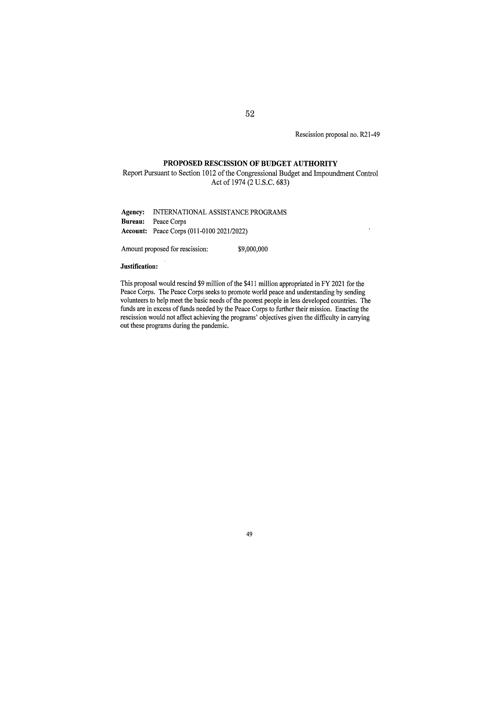 52
Rescission proposal no. R21-49
PROPOSED RESCISSION OF BUDGET AUTHORITY
Report Pursuant to Section 1012 of the Congressional Budget and Impoundment Control
Act of 1974 (2 U.S.C. 683)
Agency: INTERNATIONAL ASSISTANCE PROGRAMS
Bureau: Peace Corps
Account: Peace Corps (011-0100 2021/2022)
Amount proposed for rescission: $9,000,000
Justification:
This proposal would rescind $9 million of the $411 million appropriated in FY 2021 for the
Peace Corps. The Peace Corps seeks to promote world peace and understanding by sending
volunteers to help meet the basic needs of the poorest people in less developed countries. The
funds are in excess of funds needed by the Peace Corps to further their mission. Enacting the
rescission would not affect achieving the programs' objectives given the difficulty in carrying
out these programs during the pandemic.
49